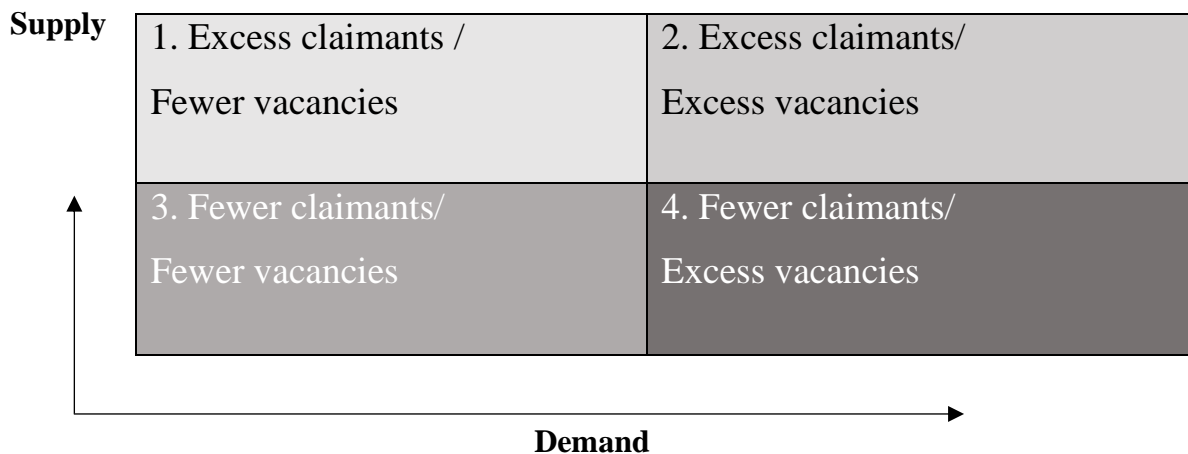 Supply
1. Excess claimants /
Fewer vacancies
2. Excess claimants/
Excess vacancies
3. Fewer claimants/
Fewer vacancies
4. Fewer claimants/
Excess vacancies
Demand